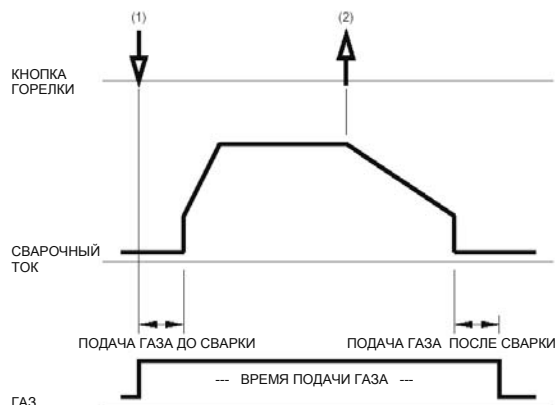 (1) (2)
КНОПКА
ГОРЕЛКИ
СВАРОЧНЫЙ
ТОК
ПОДАЧА ГАЗА ДО СВАРКИ ПОДАЧА ГАЗА ПОСЛЕ СВАРКИ
--- ВРЕМЯ ПОДАЧИ ГАЗА ---
ГАЗ